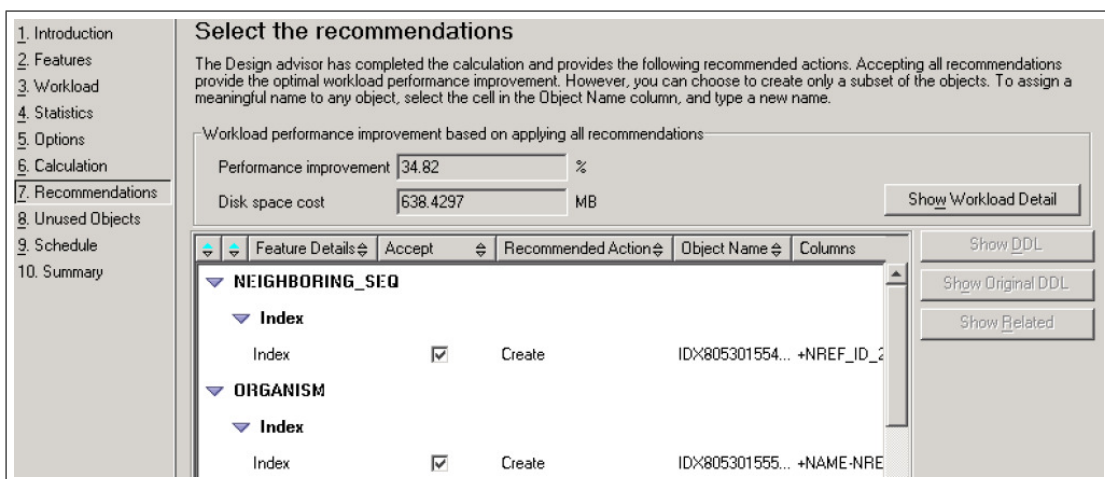 1. Introduction
2. Features
3. Workload
4. Statistics
5. Options
6. Calculation
7. Recommendations
8. Unused Objects
9. Schedule
10. Summary
Select the recommendations
The Design advisor has completed the calculation and provides the following recommended actions. Accepting all recommendations
provide the optimal workload performance improvement. However, you can choose to create only a subset of the objects. To assign a
meaningful name to any object, select the cell in the Object Name column, and type a new name.
Workload performance improvement based on applying all recommendations
Performance improvement 34.82 %
Disk space cost 638.4297 MB
Show Workload Detail
Feature Details Accept Recommended Action Object Name Columns
NEIGHBORING_SEQ
Index
Index Create IDX805301554... +NREF_ID_2
ORGANISM
Index
Index Create IDX805301555... +NAME-NRE
Show DDL
Show Original DDL
Show Related